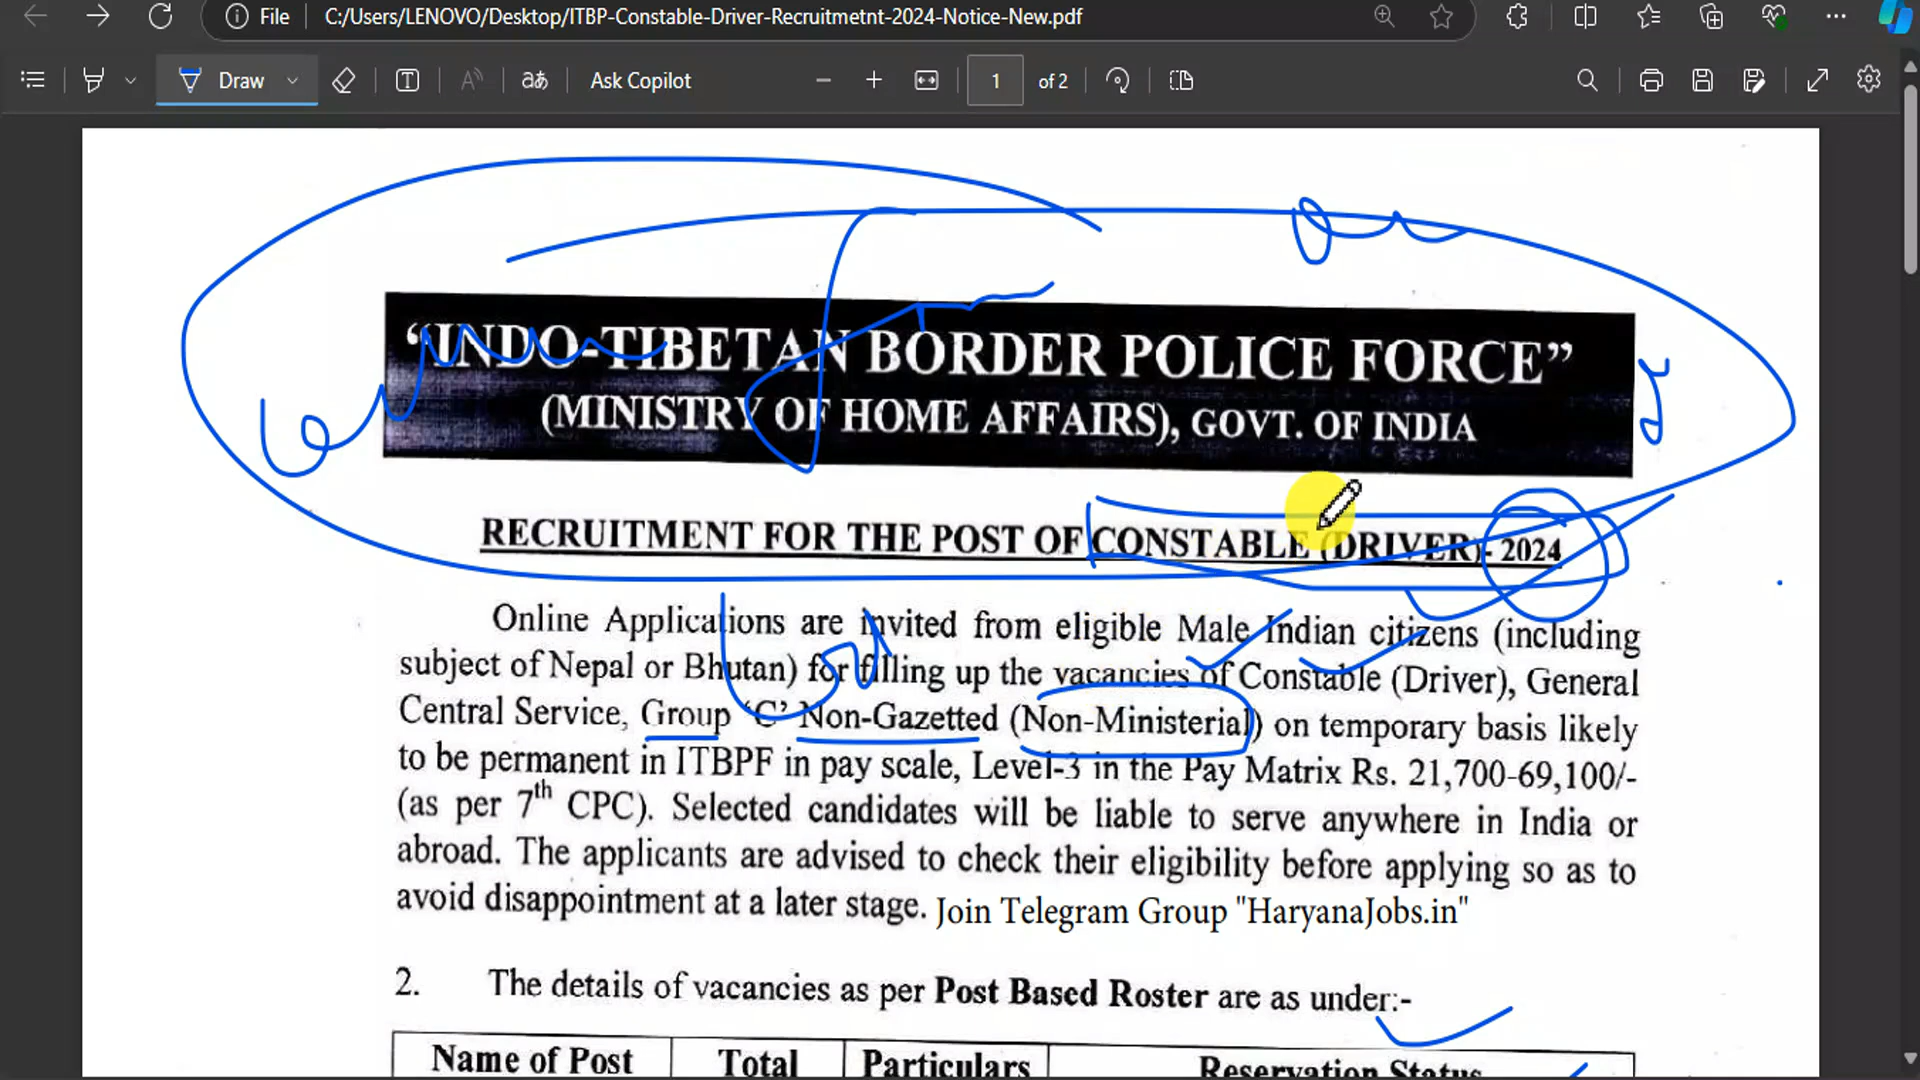 File
C:/Users/LENOVO/Desktop/ITBP-Constable-Driver-Recruitmetnt-2024-Notice-New.pdf
Draw
Ask Copilot
1
of 2
“INDO-TIBETAN BORDER POLICE FORCE”
(MINISTRY OF HOME AFFAIRS), GOVT. OF INDIA
RECRUITMENT FOR THE POST OF CONSTABLE (DRIVER)- 2024
Online Applications are invited from eligible Male Indian citizens (including
subject of Nepal or Bhutan) for filling up the vacancies of Constable (Driver), General
Central Service, Group ‘C’ Non-Gazetted (Non-Ministerial) on temporary basis likely
to be permanent in ITBPF in pay scale, Level-3 in the Pay Matrix Rs. 21,700-69,100/-
(as per 7th CPC). Selected candidates will be liable to serve anywhere in India or
abroad. The applicants are advised to check their eligibility before applying so as to
avoid disappointment at a later stage. Join Telegram Group "HaryanaJobs.in"
2. The details of vacancies as per Post Based Roster are as under:-
Name of Post Total Particulars Reservation Status